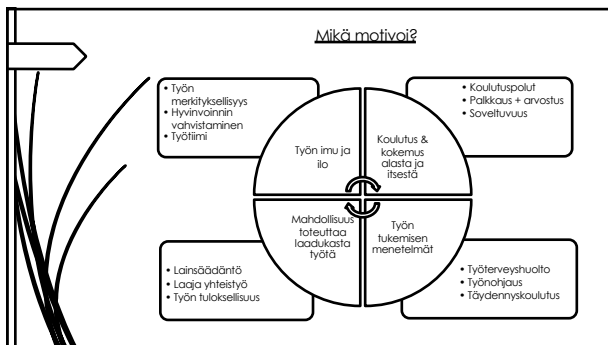 Mikä motivoi?
• Työn
merkityksellisyys
• Hyvinvoinnin
vahvistaminen
• Työtiimi
• Koulutuspolut
• Palkkaus + arvostus
• Soveltuvuus
Työn imu ja
ilo
Koulutus &
kokemus
alasta ja
itsestä
Mahdollisuus
toteuttaa
laadukasta
työtä
Työn
tukemisen
menetelmät
• Lainsäädäntö
• Laaja yhteistyö
• Työn tuloksellisuus
• Työterveyshuolto
• Työnohjaus
• Täydennyskoulutus